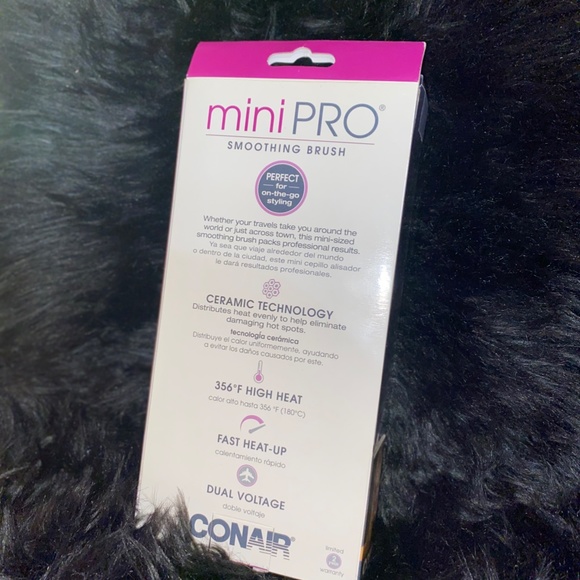 mini PRO®
SMOOTHING BRUSH
PERFECT
for
on-the-go
styling
Whether your travels take you around the
world or just across town, this mini-sized
smoothing brush packs professional results.
Ya sea que viaje alrededor del mundo
o dentro de la ciudad, este mini cepillo alisador
le dará resultados profesionales.
CERAMIC TECHNOLOGY
Distributes heat evenly to help eliminate
damaging hot spots.
tecnología cerámica
Distribuye el calor uniformemente, ayudando
a evitar los daños causados por éste.
356°F HIGH HEAT
calor alto hasta 356 °F (180°C)
FAST HEAT-UP
calentamiento rápido
DUAL VOLTAGE
doble voltaje
CONAIR®
limited
warranty